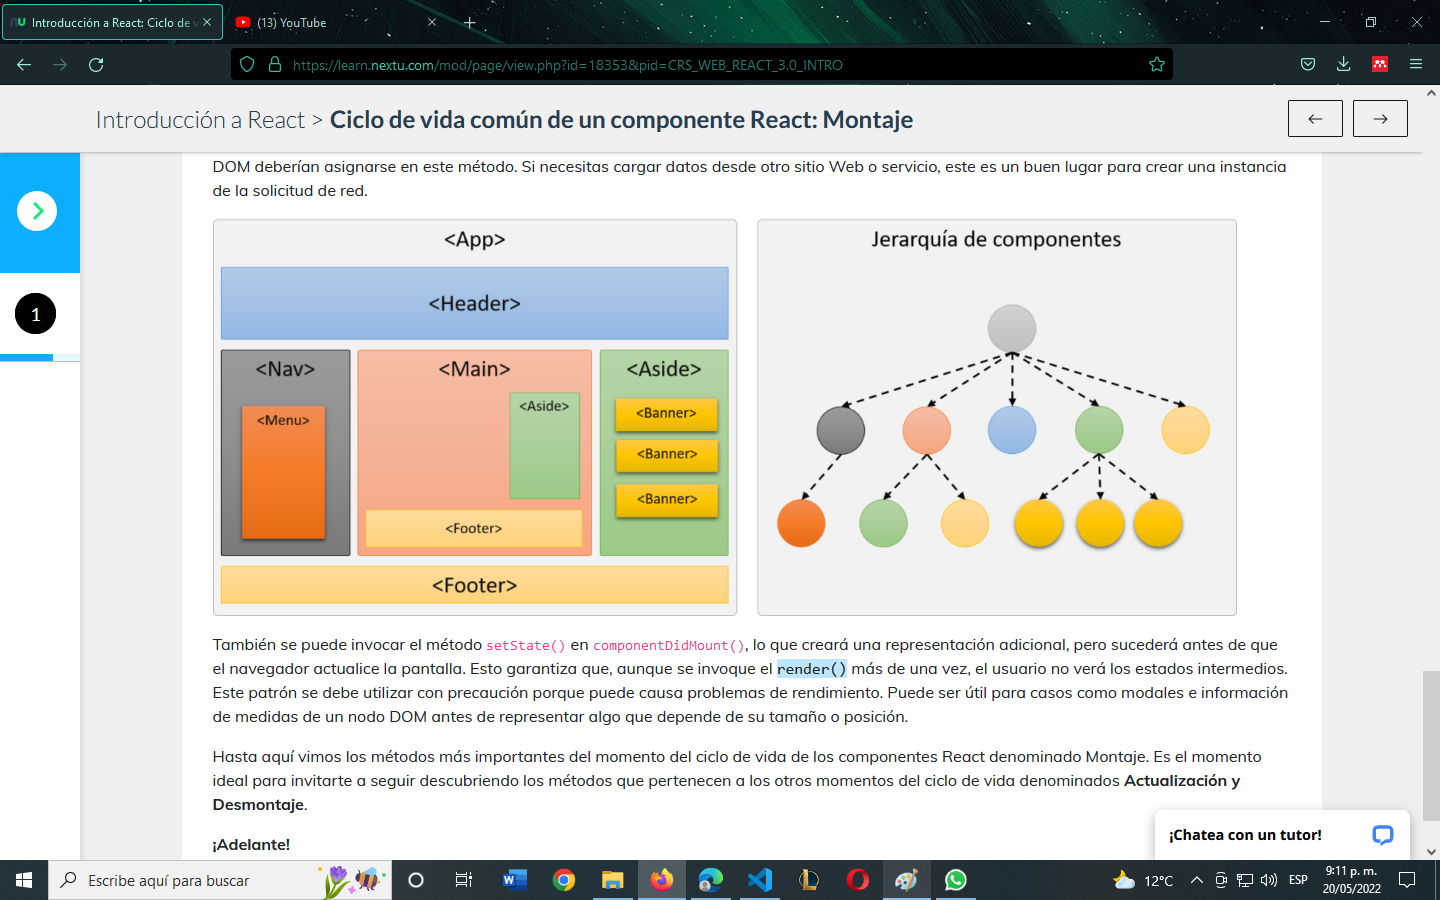 Introducción a React: Ciclo de v
(13) YouTube
https://learn.nextu.com/mod/page/view.php?id=18353&pid=CRS_WEB_REACT_3.0_INTRO
Introducción a React > Ciclo de vida común de un componente React: Montaje
1
DOM deberían asignarse en este método. Si necesitas cargar datos desde otro sitio Web o servicio, este es un buen lugar para crear una instancia
de la solicitud de red.
<App>
<Header>
<Nav>
<Menu>
<Main>
<Aside>
<Footer>
<Aside>
<Banner>
<Banner>
<Banner>
<Footer>
Jerarquía de componentes
También se puede invocar el método setState() en componentDidMount(), lo que creará una representación adicional, pero sucederá antes de que
el navegador actualice la pantalla. Esto garantiza que, aunque se invoque el render() más de una vez, el usuario no verá los estados intermedios.
Este patrón se debe utilizar con precaución porque puede causa problemas de rendimiento. Puede ser útil para casos como modales e información
de medidas de un nodo DOM antes de representar algo que depende de su tamaño o posición.
Hasta aquí vimos los métodos más importantes del momento del ciclo de vida de los componentes React denominado Montaje. Es el momento
ideal para invitarte a seguir descubriendo los métodos que pertenecen a los otros momentos del ciclo de vida denominados Actualización y
Desmontaje.
¡Adelante!
¡Chatea con un tutor!
Escribe aquí para buscar
12°C
ESP
9:11 p. m.
20/05/2022